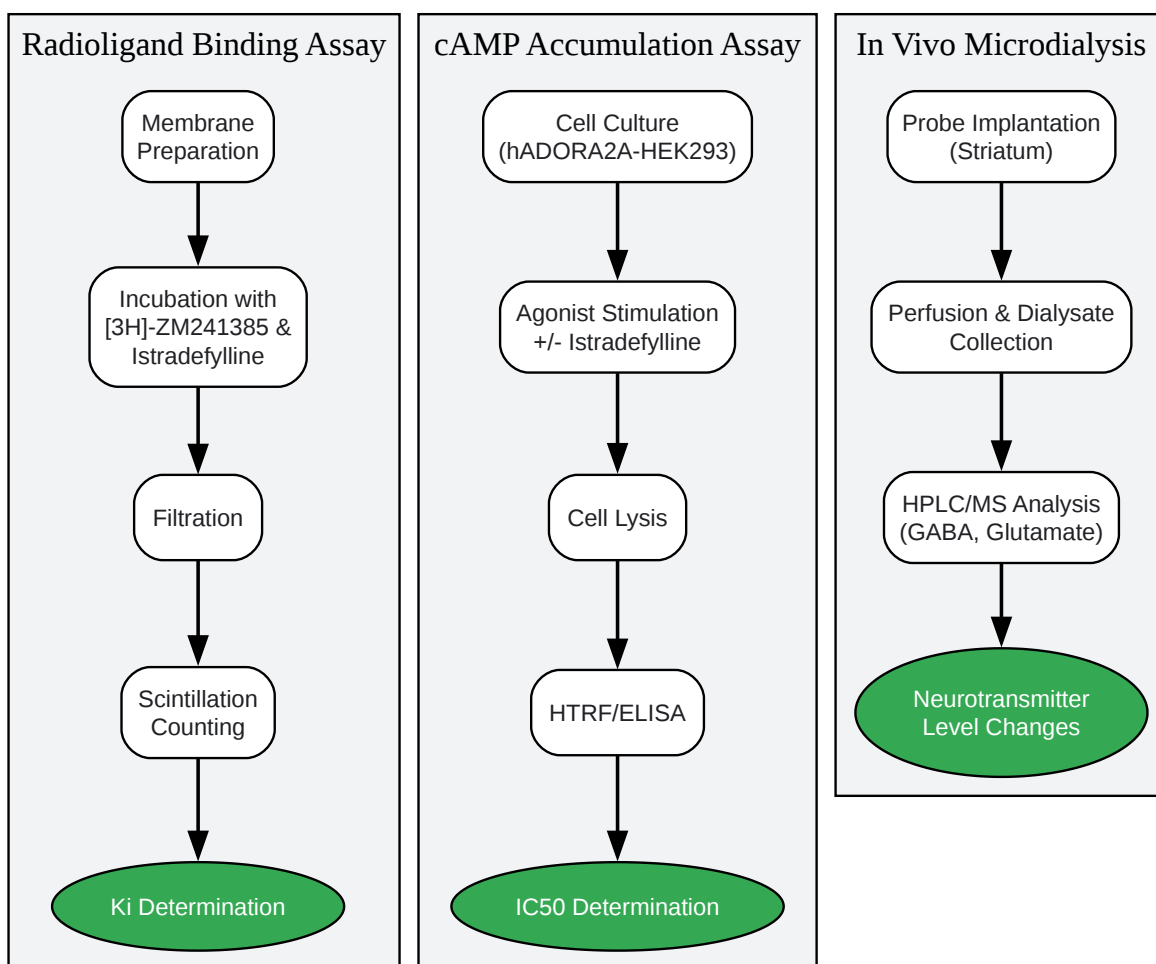 Radioligand Binding Assay
Membrane
Preparation
Incubation with
[3H]-ZM241385 &
Istradefylline
Filtration
Scintillation
Counting
Ki Determination
cAMP Accumulation Assay
Cell Culture
(hADORA2A-HEK293)
Agonist Stimulation
+/- Istradefylline
Cell Lysis
HTRF/ELISA
IC50 Determination
In Vivo Microdialysis
Probe Implantation
(Striatum)
Perfusion & Dialysate
Collection
HPLC/MS Analysis
(GABA, Glutamate)
Neurotransmitter
Level Changes